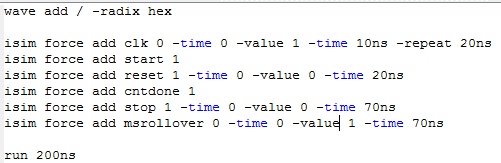 wave add / -radix hex
isim force add clk 0 -time 0 -value 1 -time 10ns -repeat 20ns
isim force add start 1
isim force add reset 1 -time 0 -value 0 -time 20ns
isim force add cntdone 1
isim force add stop 1 -time 0 -value 0 -time 70ns
isim force add msrollover 0 -time 0 -value 1 -time 70ns
run 200ns